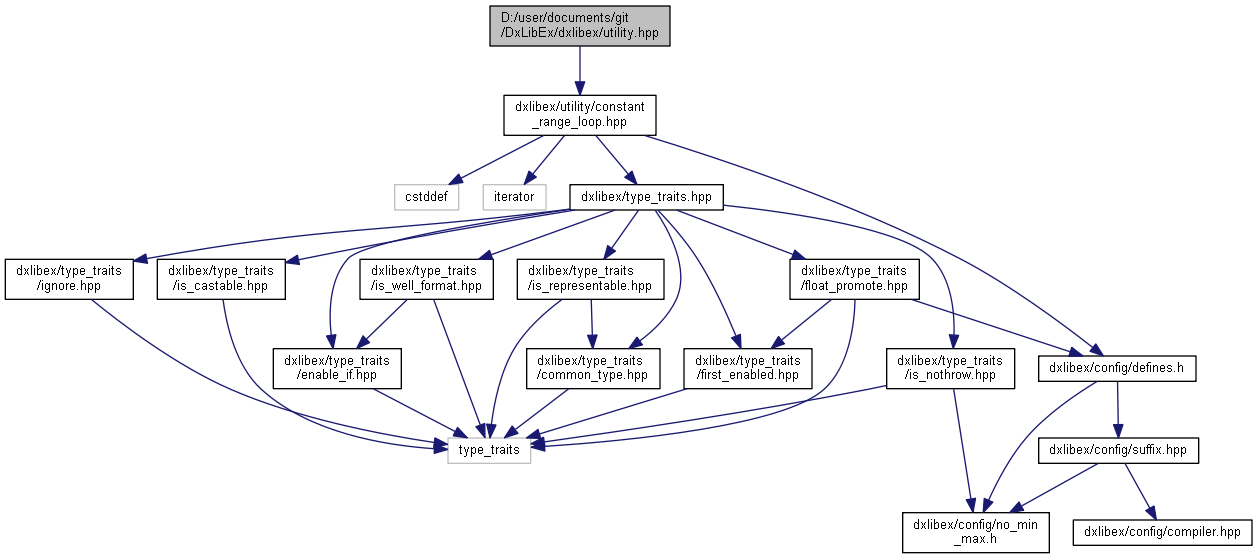 D:/user/documents/git
/DxLibEx/dxlibex/utility.hpp
dxlibex/utility/constant
_range_loop.hpp
cstddef
iterator
dxlibex/type_traits.hpp
dxlibex/type_traits
/ignore.hpp
dxlibex/type_traits
/is_castable.hpp
dxlibex/type_traits
/is_well_format.hpp
dxlibex/type_traits
/is_representable.hpp
dxlibex/type_traits
/float_promote.hpp
dxlibex/type_traits
/enable_if.hpp
dxlibex/type_traits
/common_type.hpp
dxlibex/type_traits
/first_enabled.hpp
dxlibex/type_traits
/is_nothrow.hpp
dxlibex/config/defines.h
type_traits
dxlibex/config/suffix.hpp
dxlibex/config/no_min
_max.h
dxlibex/config/compiler.hpp